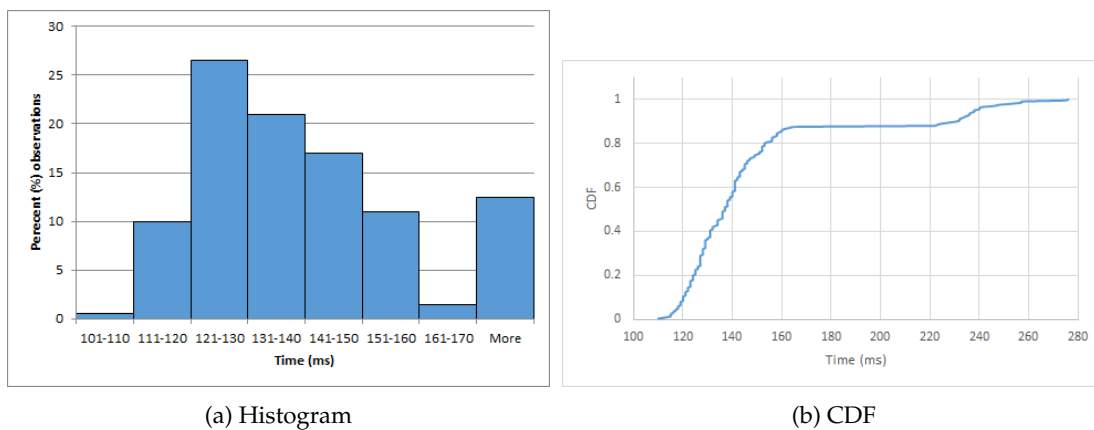 30
25
20
15
10
5
0
Perecent (%) observations
101-110 111-120 121-130 131-140 141-150 151-160 161-170 More
Time (ms)
(a) Histogram
1
0.8
0.6
0.4
0.2
0
CDF
100 120 140 160 180 200 220 240 260 280
Time (ms)
(b) CDF